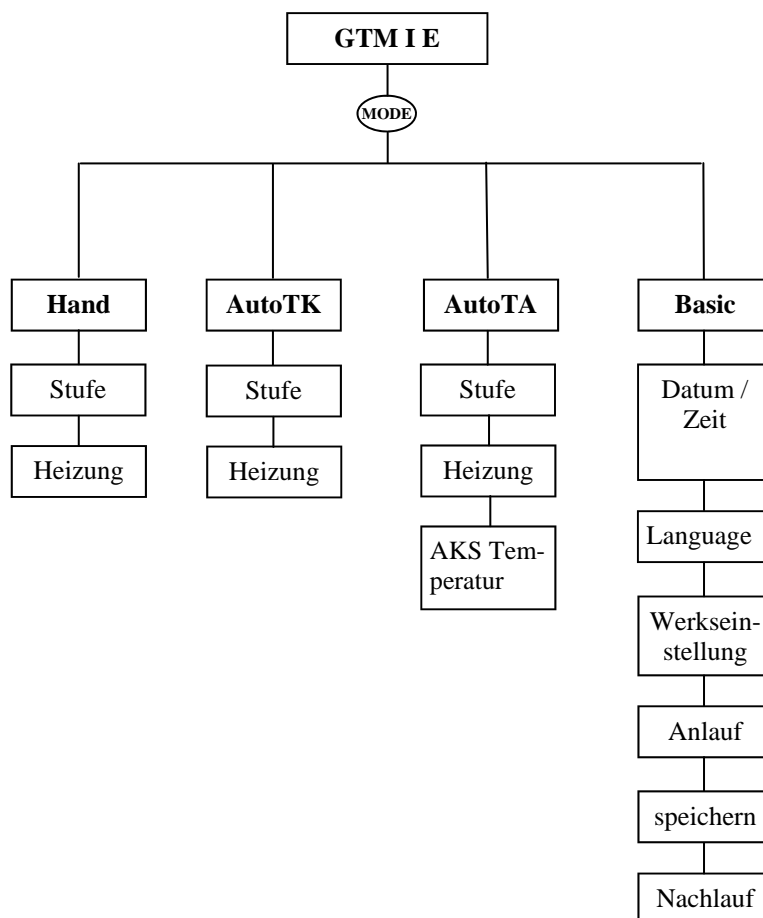 GTM I E
MODE
Hand
AutoTK
AutoTA
Basic
Stufe
Stufe
Stufe
Datum /
Zeit
Heizung
Heizung
Heizung
AKS Tem-
peratur
Language
Werksein-
stellung
Anlauf
speichern
Nachlauf